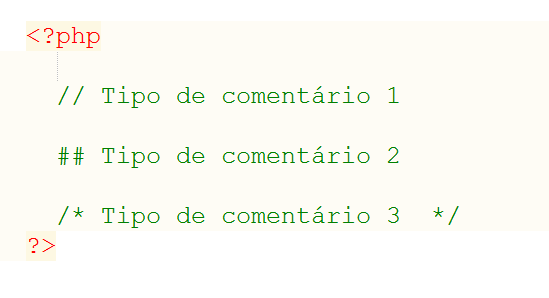 <?php
// Tipo de comentário 1
## Tipo de comentário 2
/* Tipo de comentário 3  */
?>